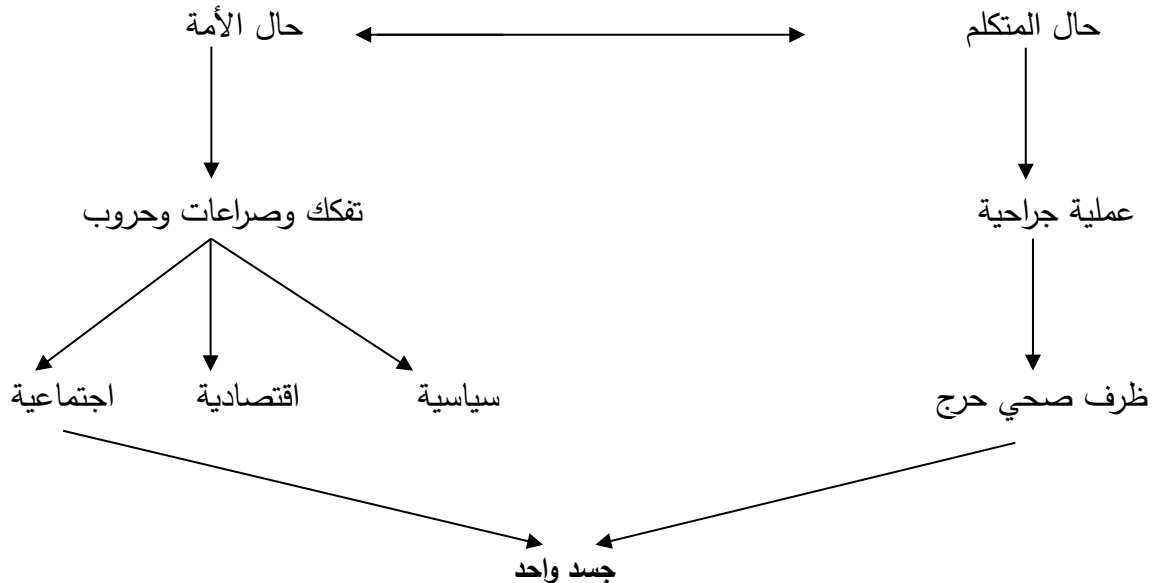 حال المتكلم
حال الأمة
عملية جراحية
تفكك وصراعات وحروب
ظرف صحي حرج
سياسية
اقتصادية
اجتماعية
جسد واحد